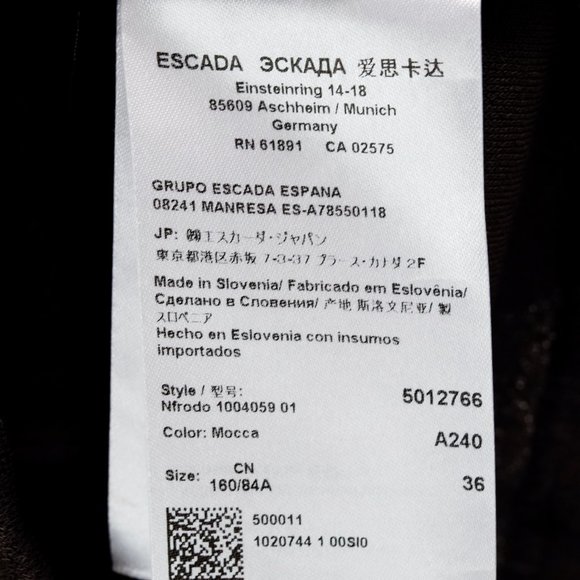 ESCADA ЭСКАДА 爱思卡达
Einsteinring 14-18
85609 Aschheim / Munich
Germany
RN 61891 CA 02575
GRUPO ESCADA ESPANA
08241 MANRESA ES-A78550118
JP: ㈱エスカーダ・ジャパン
東京都港区赤坂 7-3-37 プラース・カナダ 2F
Made in Slovenia/ Fabricado em Eslovênia/
Сделано в Словения/ 产地 斯洛文尼亚/ 製
スロベニア
Hecho en Eslovenia con insumos
importados
Style / 型号: 5012766
Nfrodo 1004059 01
Color: Mocca A240
Size: CN 160/84A 36
500011
1020744 1 00SI0